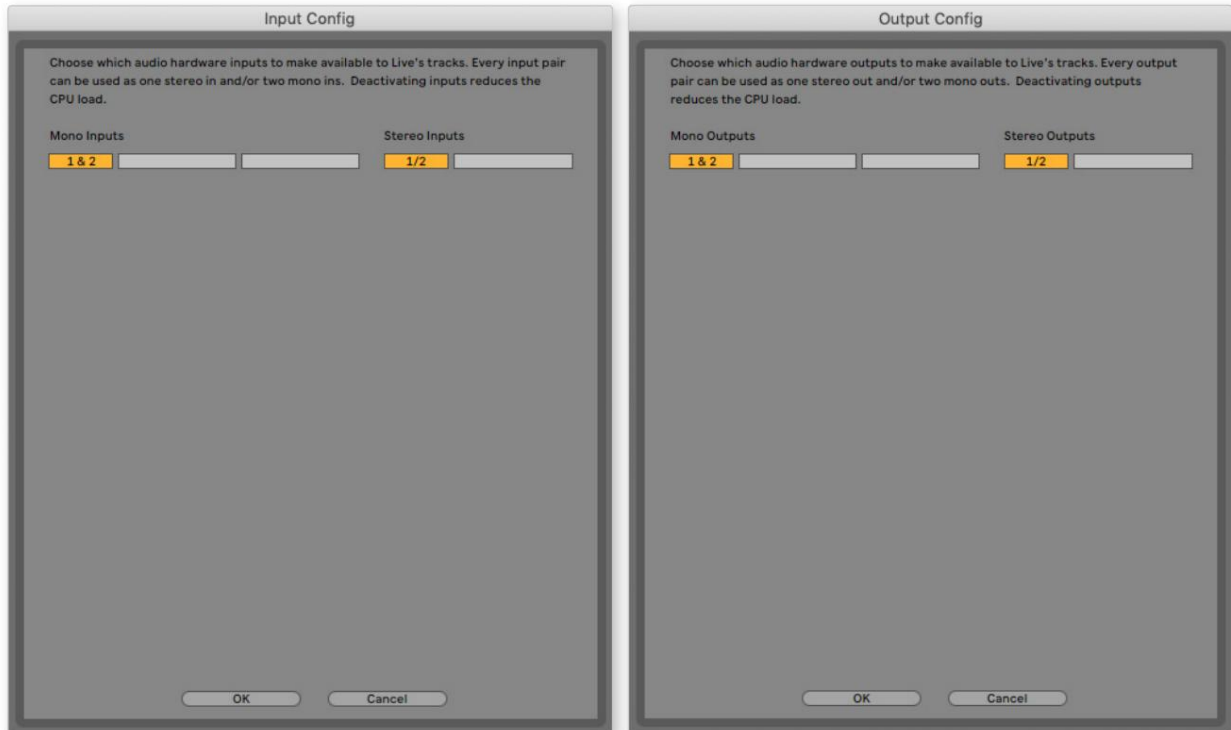 Input Config
Choose which audio hardware inputs to make available to Live's tracks. Every input pair
can be used as one stereo in and/or two mono ins. Deactivating inputs reduces the
CPU load.
Mono Inputs
Stereo Inputs
1 & 2
1/2
OK
Cancel
Output Config
Choose which audio hardware outputs to make available to Live's tracks. Every output
pair can be used as one stereo out and/or two mono outs. Deactivating outputs
reduces the CPU load.
Mono Outputs
Stereo Outputs
1 & 2
1/2
OK
Cancel